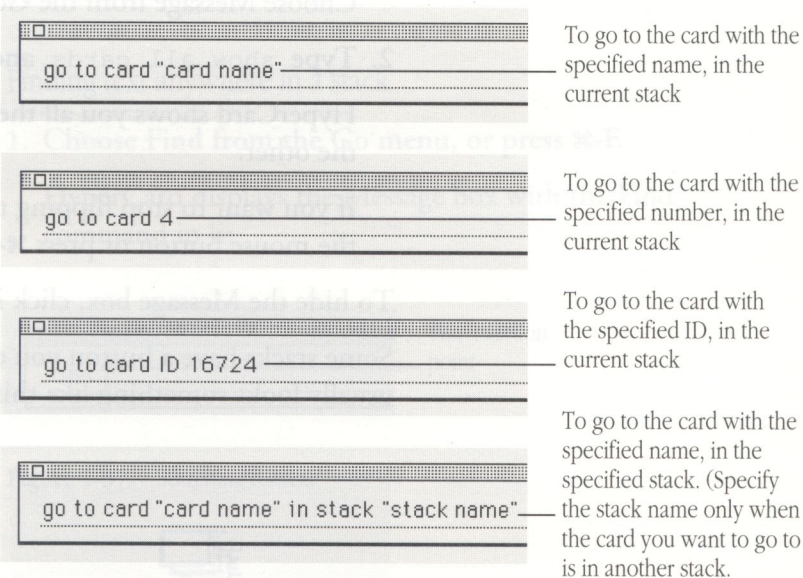 go to card "card name"
To go to the card with the
specified name, in the
current stack
go to card 4
To go to the card with the
specified number, in the
current stack
go to card ID 16724
To go to the card with
the specified ID, in the
current stack
go to card "card name" in stack "stack name"
To go to the card with the
specified name, in the
specified stack. (Specify
the stack name only when
the card you want to go to
is in another stack.